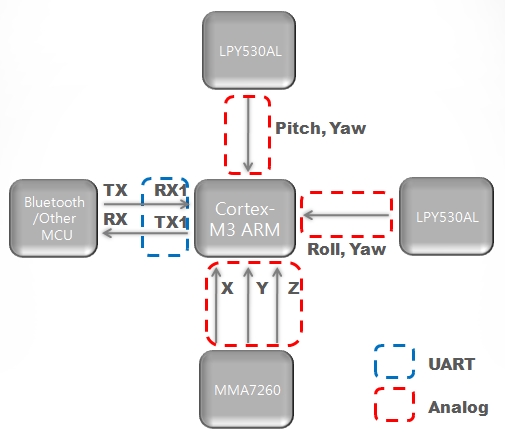 LPY530AL
Pitch, Yaw
TX
RX1
Bluetooth
/Other
MCU
RX
TX1
Cortex-
M3 ARM
LPY530AL
Roll, Yaw
X Y Z
MMA7260
UART
Analog